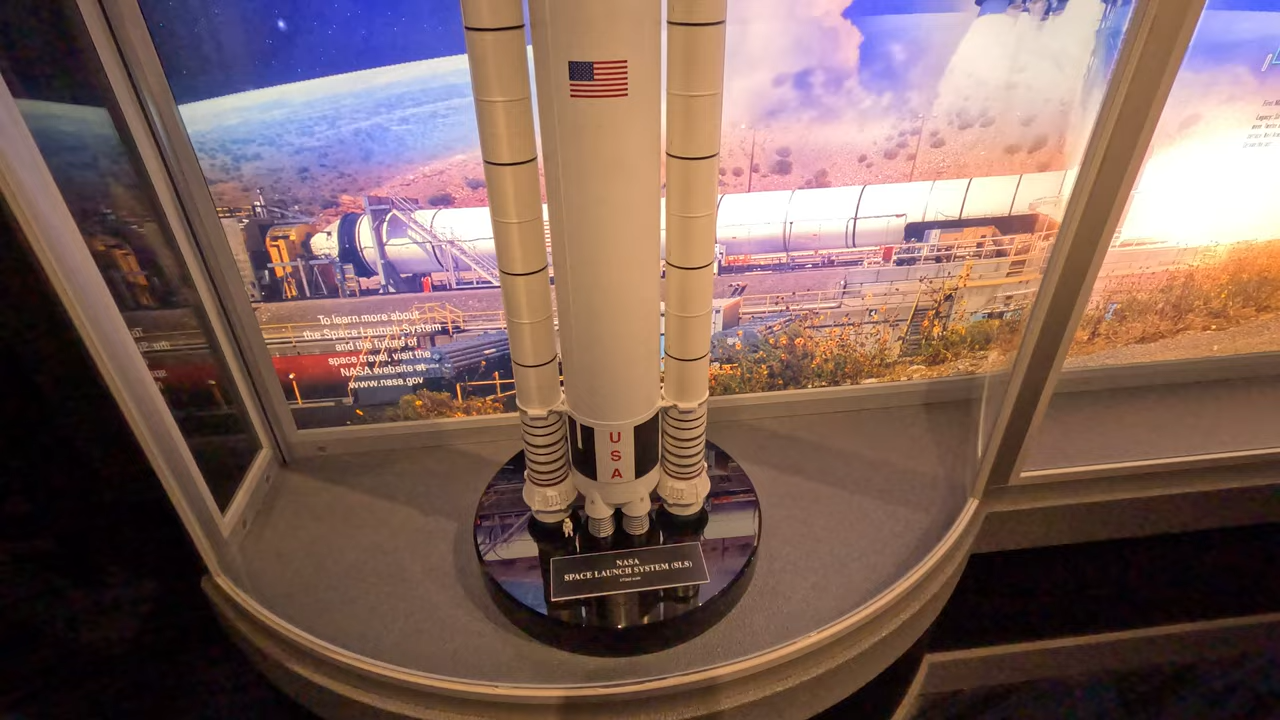 To learn more about
the Space Launch System
and the future of
space travel, visit the
NASA website at
www.nasa.gov
U
S
A
NASA
SPACE LAUNCH SYSTEM (SLS)